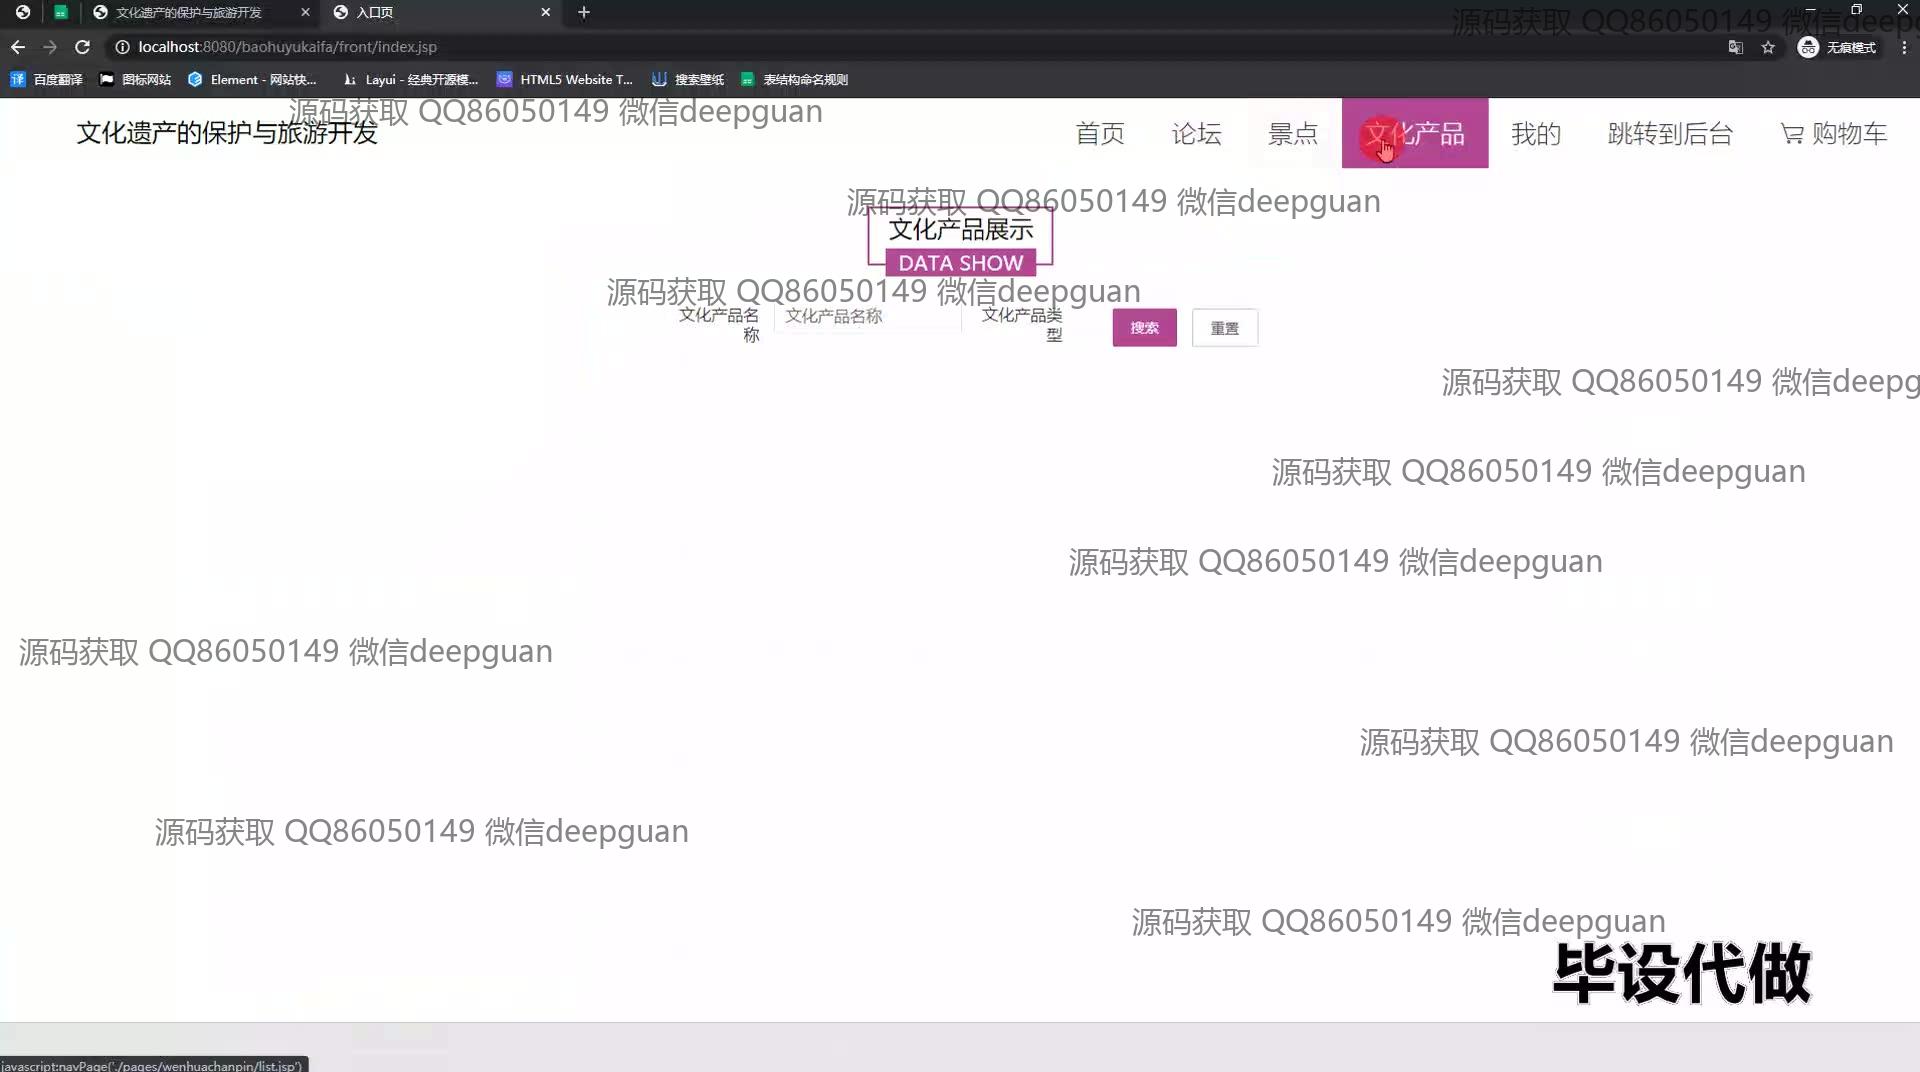 文化遗产的保护与旅游开发
入口页
源码获取 QQ86050149 微信deepg
localhost:8080/baohuyukaifa/front/index.jsp
无痕模式
百度翻译
图标网站
Element - 网站快...
Layui - 经典开源模...
HTML5 Website T...
搜索壁纸
表结构命名规则
源码获取 QQ86050149 微信deepguan
文化遗产的保护与旅游开发
首页
论坛
景点
文化产品
我的
跳转到后台
购物车
源码获取 QQ86050149 微信deepguan
文化产品展示
DATA SHOW
源码获取 QQ86050149 微信deepguan
文化产品名
称
文化产品名称
文化产品类
型
搜索
重置
源码获取 QQ86050149 微信deepg
源码获取 QQ86050149 微信deepguan
源码获取 QQ86050149 微信deepguan
源码获取 QQ86050149 微信deepguan
源码获取 QQ86050149 微信deepguan
源码获取 QQ86050149 微信deepguan
源码获取 QQ86050149 微信deepguan
毕设代做
javascript:navPage('./pages/wenhuachanpin/list.jsp')